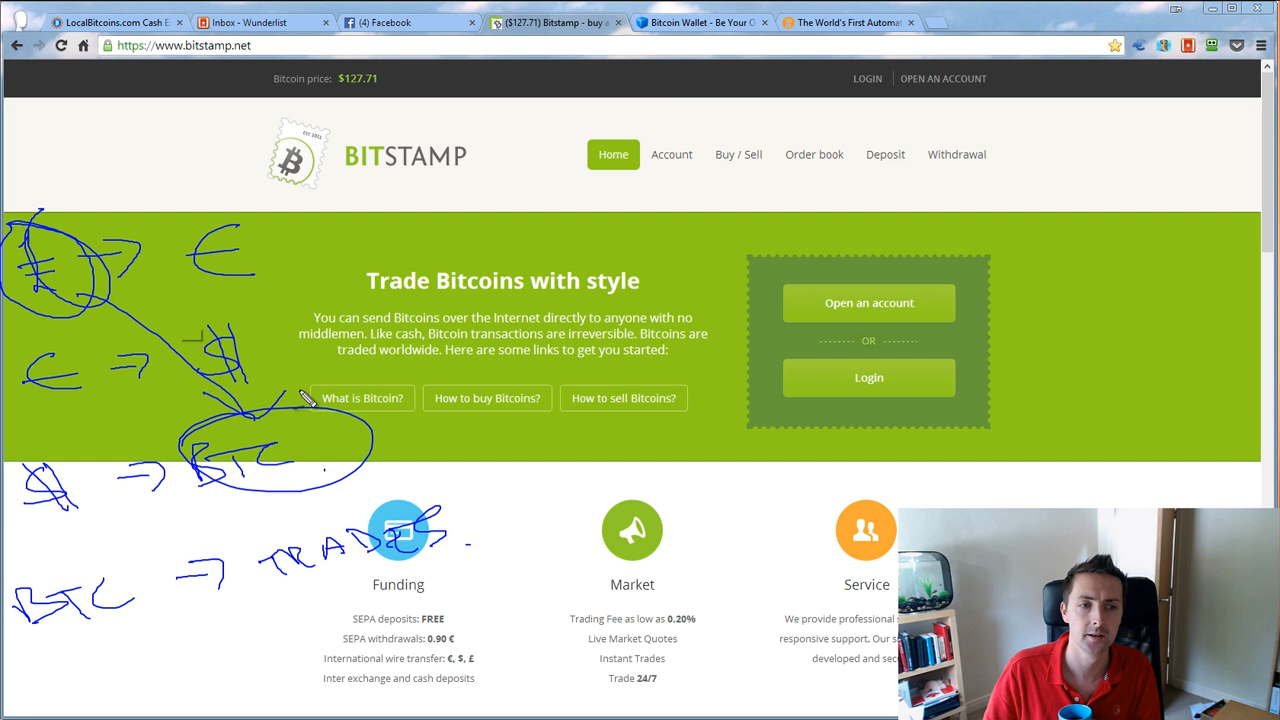 LocalBitcoins.com Cash E
Inbox - Wunderlist
(4) Facebook
($127.71) Bitstamp - buy a
Bitcoin Wallet - Be Your O
The World's First Automat
https://www.bitstamp.net
Bitcoin price: $127.71
LOGIN
OPEN AN ACCOUNT
EST 2011
BITSTAMP
Home
Account
Buy / Sell
Order book
Deposit
Withdrawal
£ ⇒ €
€ ⇒ $
$ ⇒ BTC.
BTC ⇒ TRADES.
Trade Bitcoins with style
You can send Bitcoins over the Internet directly to anyone with no
middlemen. Like cash, Bitcoin transactions are irreversible. Bitcoins are
traded worldwide. Here are some links to get you started:
What is Bitcoin?
How to buy Bitcoins?
How to sell Bitcoins?
Open an account
OR
Login
Funding
SEPA deposits: FREE
SEPA withdrawals: 0.90 €
International wire transfer: €, $, £
Inter exchange and cash deposits
Market
Trading Fee as low as 0.20%
Live Market Quotes
Instant Trades
Trade 24/7
Service
We provide professional
responsive support. Our s
developed and sec